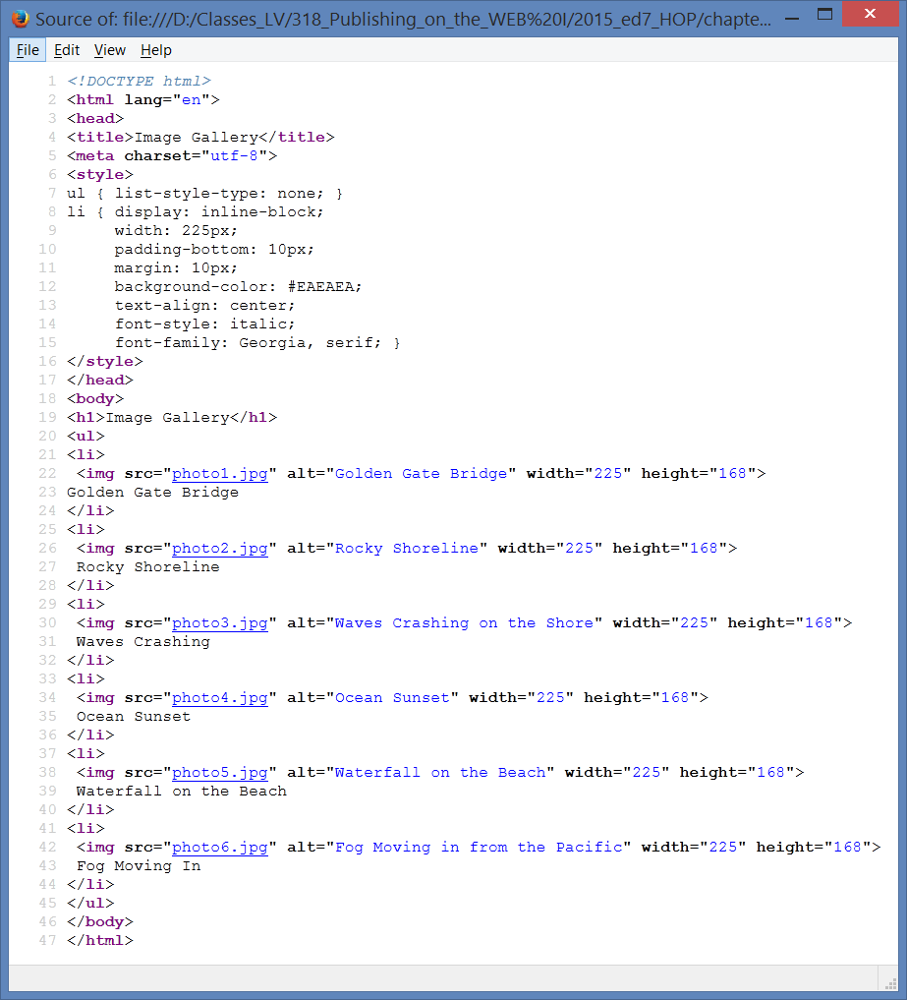 Source of: file:///D:/Classes_LV/318_Publishing_on_the_WEB%20I/2015_ed7_HOP/chapte...
File Edit View Help
1 <!DOCTYPE html>
2 <html lang="en">
3 <head>
4 <title>Image Gallery</title>
5 <meta charset="utf-8">
6 <style>
7 ul { list-style-type: none; }
8 li { display: inline-block;
9      width: 225px;
10      padding-bottom: 10px;
11      margin: 10px;
12      background-color: #EAEAEA;
13      text-align: center;
14      font-style: italic;
15      font-family: Georgia, serif; }
16 </style>
17 </head>
18 <body>
19 <h1>Image Gallery</h1>
20 <ul>
21 <li>
22  <img src="photo1.jpg" alt="Golden Gate Bridge" width="225" height="168">
23 Golden Gate Bridge
24 </li>
25 <li>
26  <img src="photo2.jpg" alt="Rocky Shoreline" width="225" height="168">
27  Rocky Shoreline
28 </li>
29 <li>
30  <img src="photo3.jpg" alt="Waves Crashing on the Shore" width="225" height="168">
31  Waves Crashing
32 </li>
33 <li>
34  <img src="photo4.jpg" alt="Ocean Sunset" width="225" height="168">
35  Ocean Sunset
36 </li>
37 <li>
38  <img src="photo5.jpg" alt="Waterfall on the Beach" width="225" height="168">
39  Waterfall on the Beach
40 </li>
41 <li>
42  <img src="photo6.jpg" alt="Fog Moving in from the Pacific" width="225" height="168">
43  Fog Moving In
44 </li>
45 </ul>
46 </body>
47 </html>